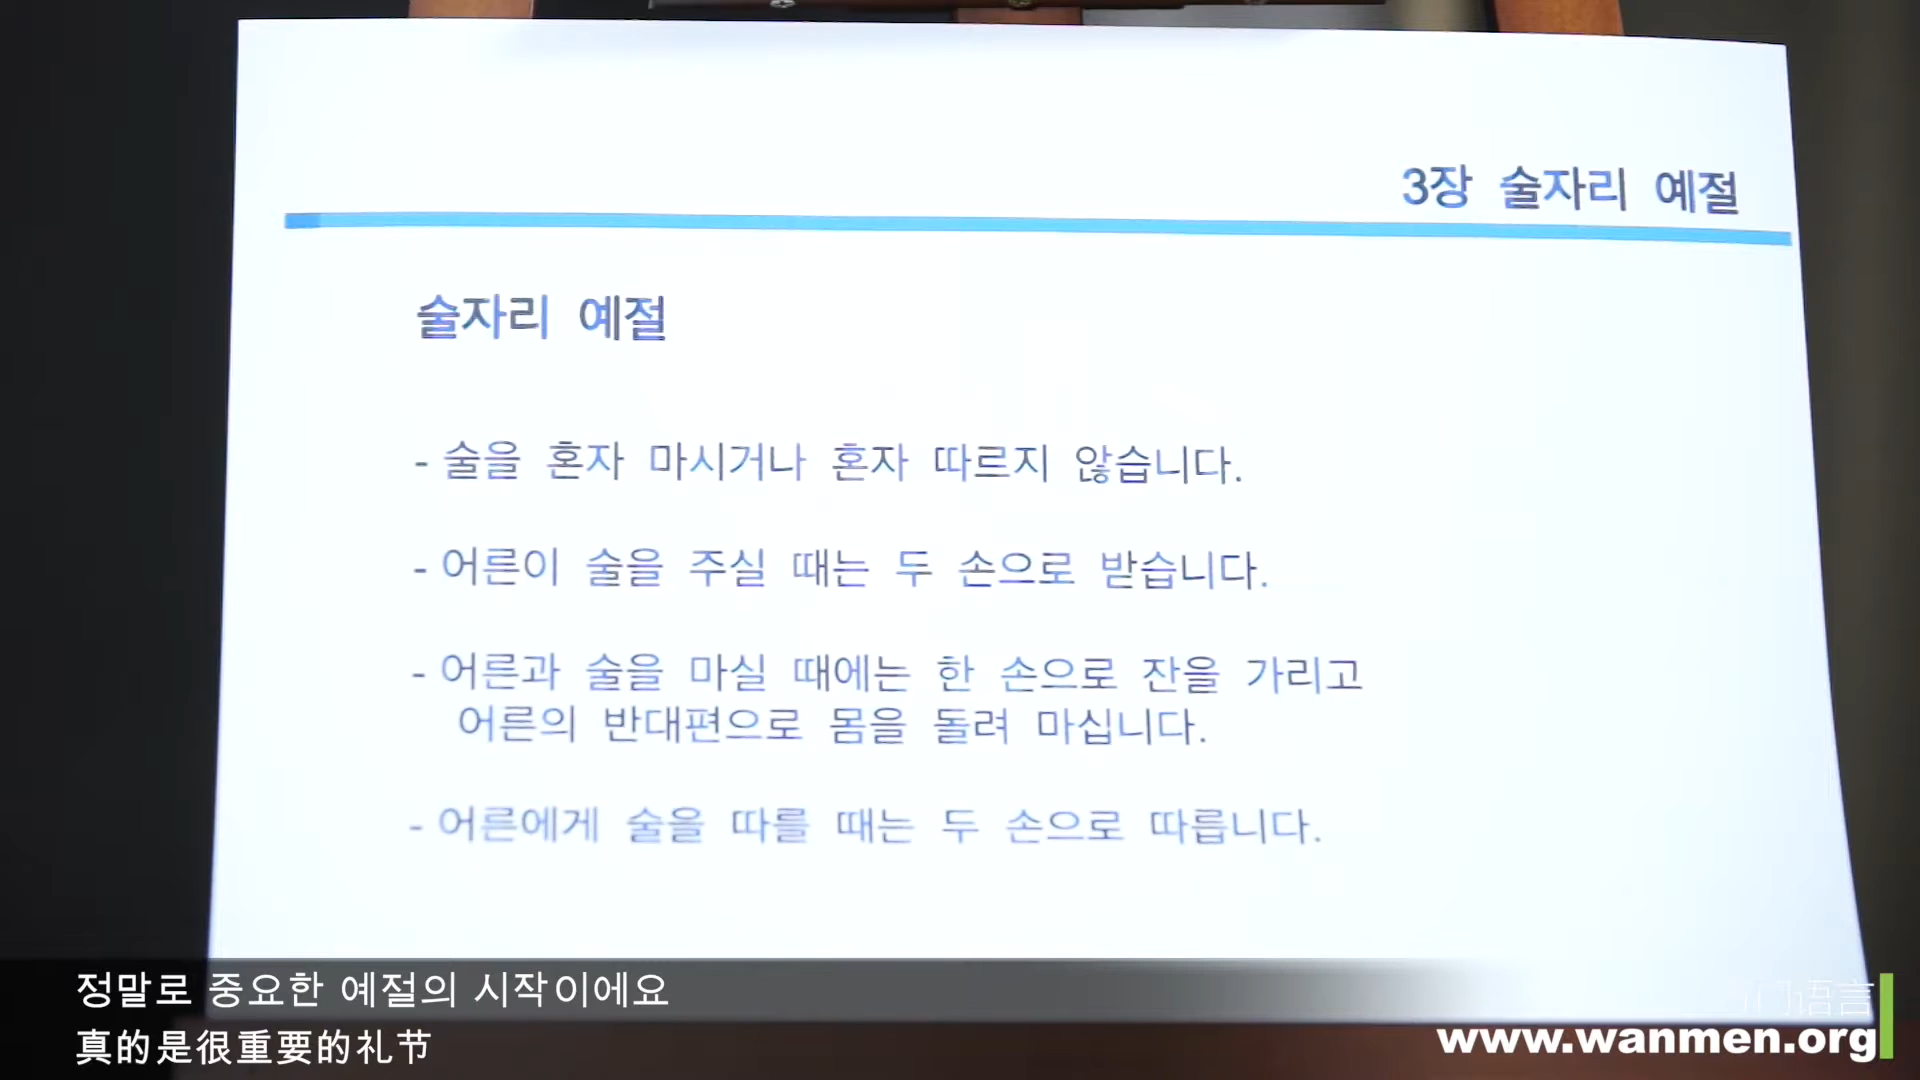 3장 술자리 예절
술자리 예절
- 술을 혼자 마시거나 혼자 따르지 않습니다.
- 어른이 술을 주실 때는 두 손으로 받습니다.
- 어른과 술을 마실 때에는 한 손으로 잔을 가리고
어른의 반대편으로 몸을 돌려 마십니다.
- 어른에게 술을 따를 때는 두 손으로 따릅니다.
정말로 중요한 예절의 시작이에요
真的是很重要的礼节
门语言
www.wanmen.org